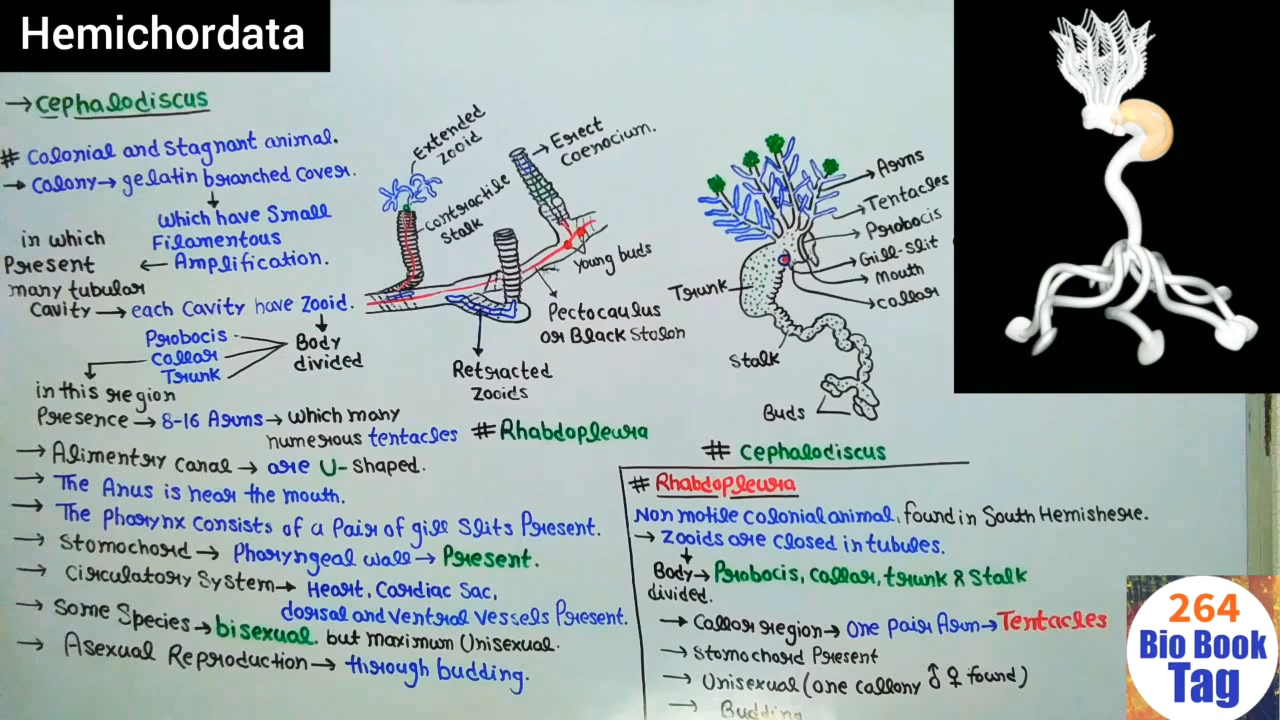 Hemichordata
→ Cephalodiscus
# Colonial and Stagnant animal.
→ Colony → gelatin branched cover.
↓
Which have Small
Filamentous
Amplification.
←
in which
Present
many tubular
Cavity → each Cavity have Zooid.
↓
Body
divided
Probocis
Collar
Trunk
in this region
Presence → 8-16 Arms → which many
numerous tentacles
→ Alimentry canal → are U- shaped.
→ The Anus is near the mouth.
→ The Pharynx consists of a Pair of gill Slits Present.
→ Stomochord → Pharyngeal wall → Present.
→ Circulatory System → Heart, Cardiac Sac,
dorsal and Ventral Vessels Present.
→ Some Species → bisexual. but maximum Unisexual.
→ Asexual Reproduction → through budding.
Extended
Zooid
Contractile
Stalk
→ Erect
Coenocium.
Young buds
Pectocaulus
or Black Stolon
Retracted
Zooids
# Rhabdopleura
Arms
Tentacles
Probocis
Gill-Slit
Mouth
Collar
Trunk
Stalk
Buds
# Cephalodiscus
# Rhabdopleura
Non motile colonial animal, found in South Hemishere.
→ Zooids are closed in tubules.
↓
Body → Probocis, Collar, trunk & Stalk
divided.
→ Callor region → One pair Arm → Tentacles
→ Stomochord Present
→ Unisexual (one callony ♂ ♀ found)
→ Budding
264
Bio Book
Tag